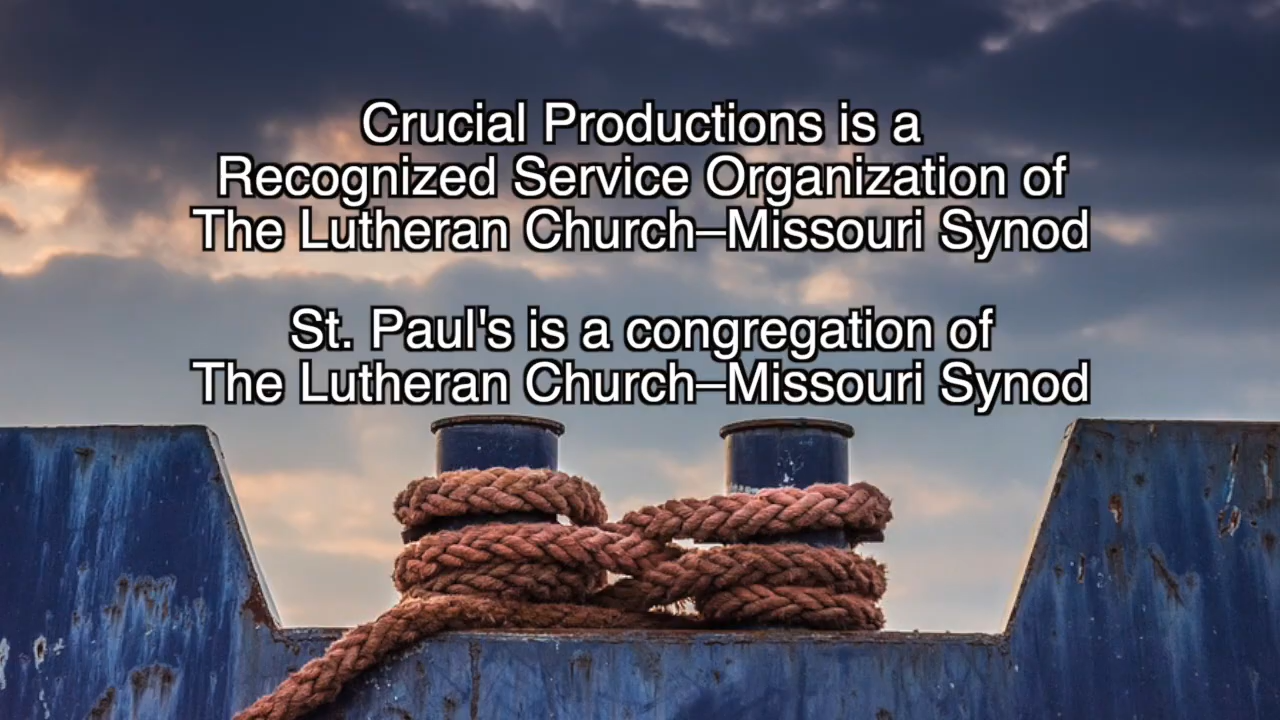 Crucial Productions is a
Recognized Service Organization of
The Lutheran Church–Missouri Synod
St. Paul's is a congregation of
The Lutheran Church–Missouri Synod